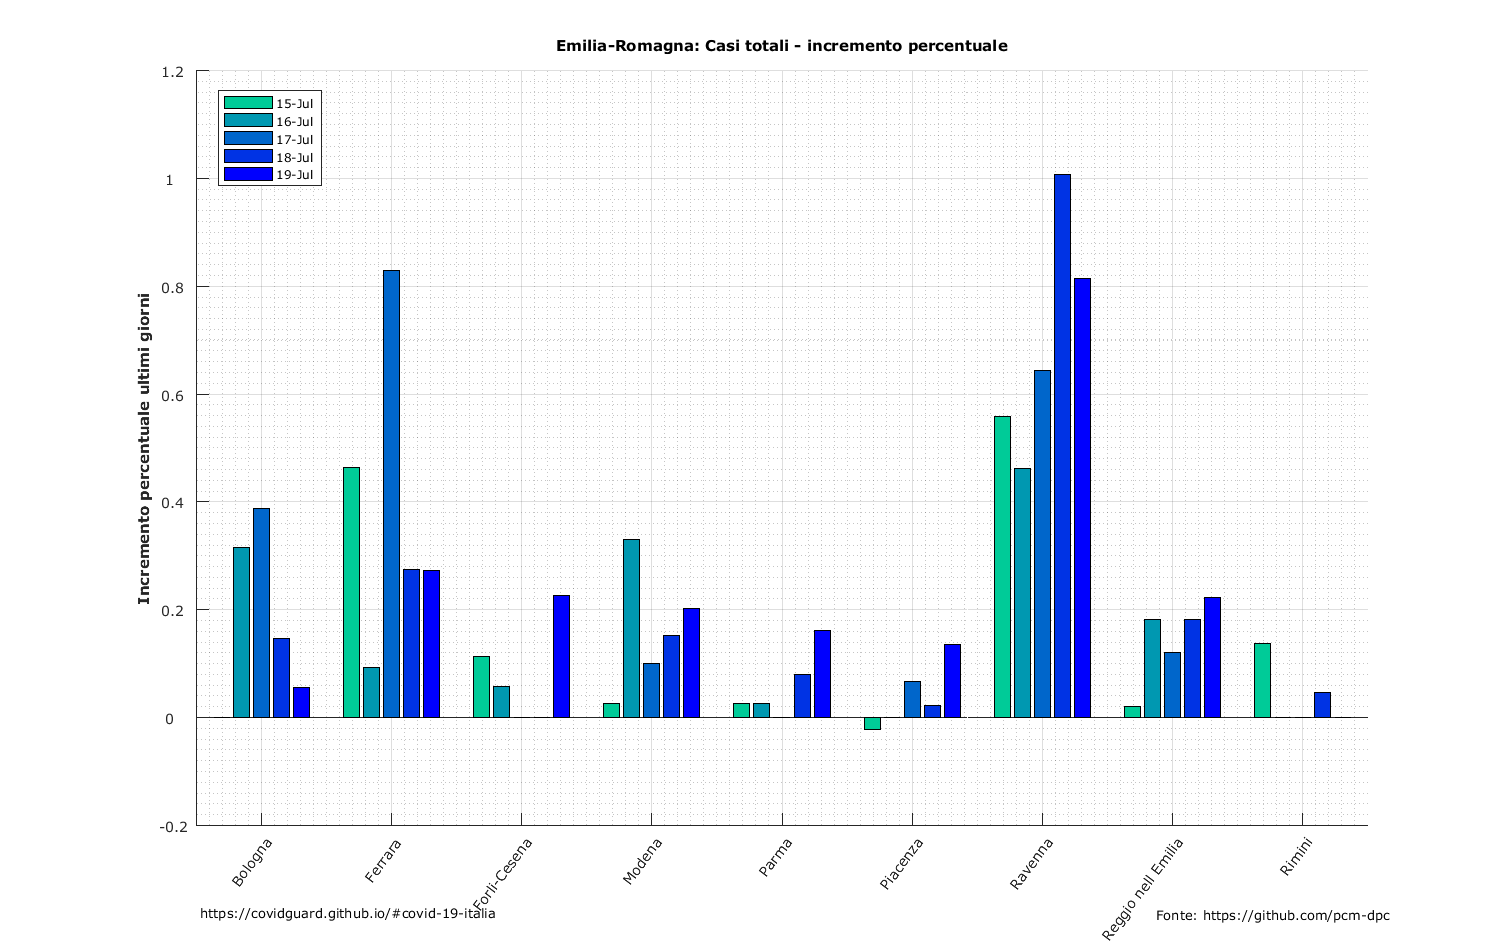 Emilia-Romagna: Casi totali - incremento percentuale
1.2
1
0.8
0.6
0.4
0.2
0
-0.2
Incremento percentuale ultimi giorni
15-Jul
16-Jul
17-Jul
18-Jul
19-Jul
Bologna
Ferrara
Forlì-Cesena
Modena
Parma
Piacenza
Ravenna
Reggio nell Emilia
Rimini
https://covidguard.github.io/#covid-19-italia
Fonte: https://github.com/pcm-dpc